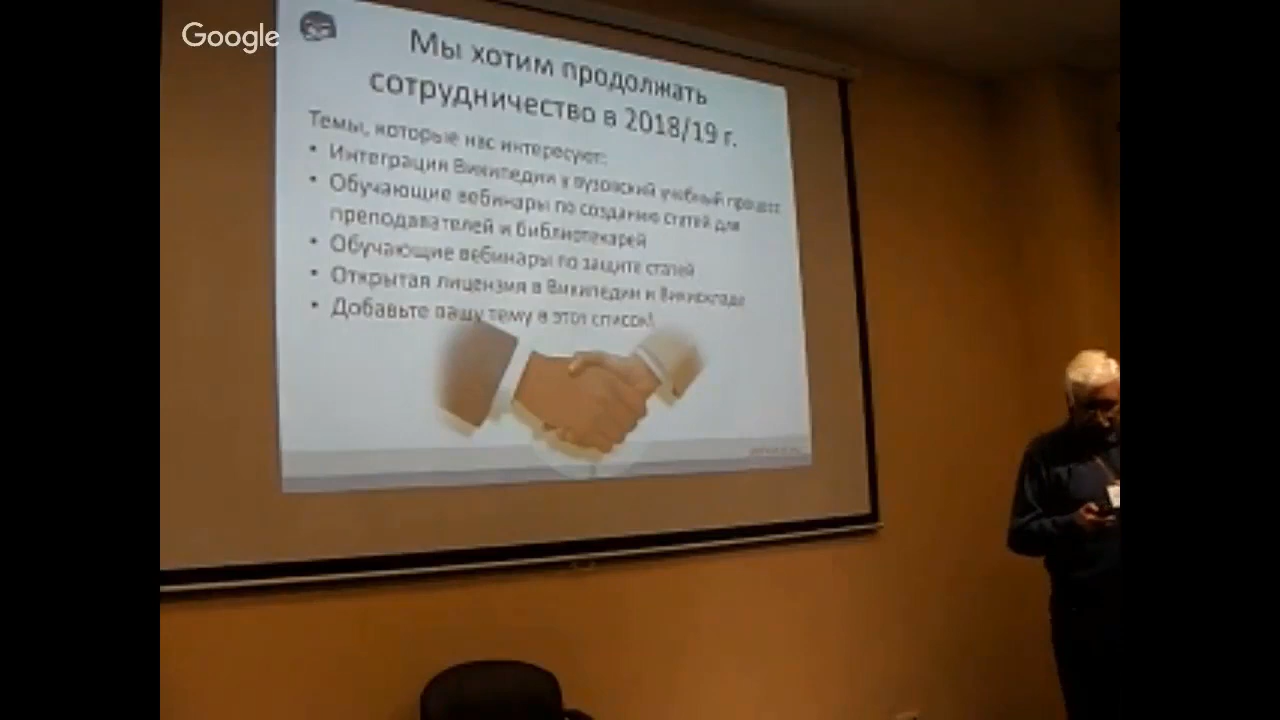 Google
Мы хотим продолжать
сотрудничество в 2018/19 г.
Темы, которые нас интересуют:
• Интеграция Википедии в вузовский учебный процесс
• Обучающие вебинары по созданию статей для
преподавателей и библиотекарей
• Обучающие вебинары по защите статей
• Открытая лицензия в Википедии и Викискладе
• Добавьте вашу тему в этот список!